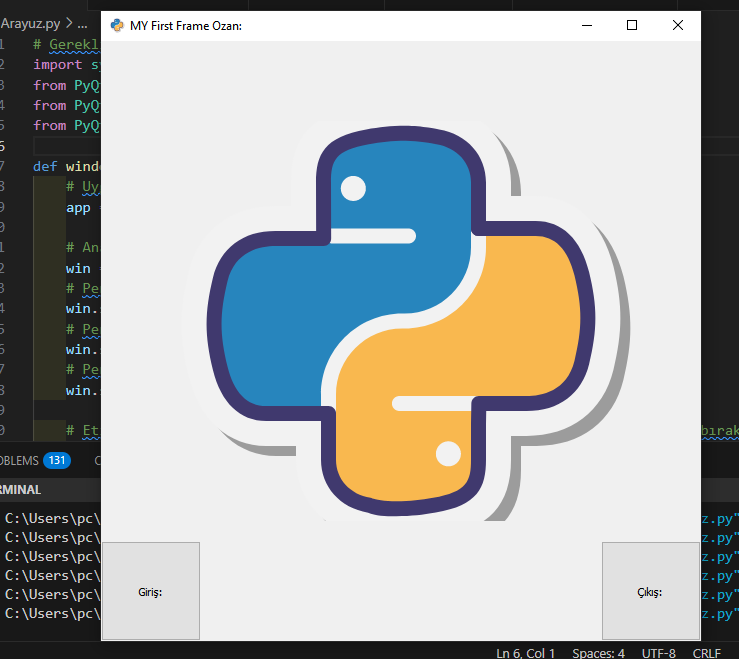 Arayuz.py > ...
MY First Frame Ozan:
1 # Gerekl
2 import sy
3 from PyQ
4 from PyQ
5 from PyQ
6
7 def wind
8 # Uy
9 app =
0
1 # An
2 win =
3 # Pe
4 win.
5 # Pe
6 win.
7 # Pe
8 win.
9
0 # Et bırak
OBLEMS 131 C
RMINAL
C:\Users\pc\ z.py"
C:\Users\pc\ z.py"
C:\Users\pc\ z.py"
C:\Users\pc\ z.py"
C:\Users\pc\ z.py"
C:\Users\pc\ z.py"
Giriş:
Çıkış:
Ln 6, Col 1 Spaces: 4 UTF-8 CRLF